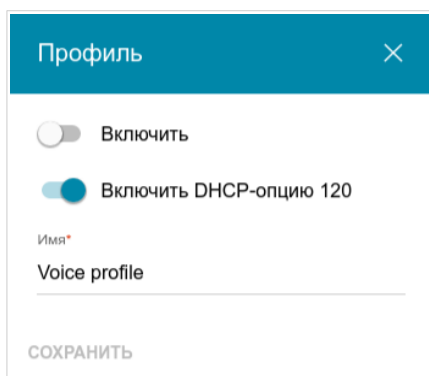 Профиль
Включить
Включить DHCP-опцию 120
Имя*
Voice profile
СОХРАНИТЬ